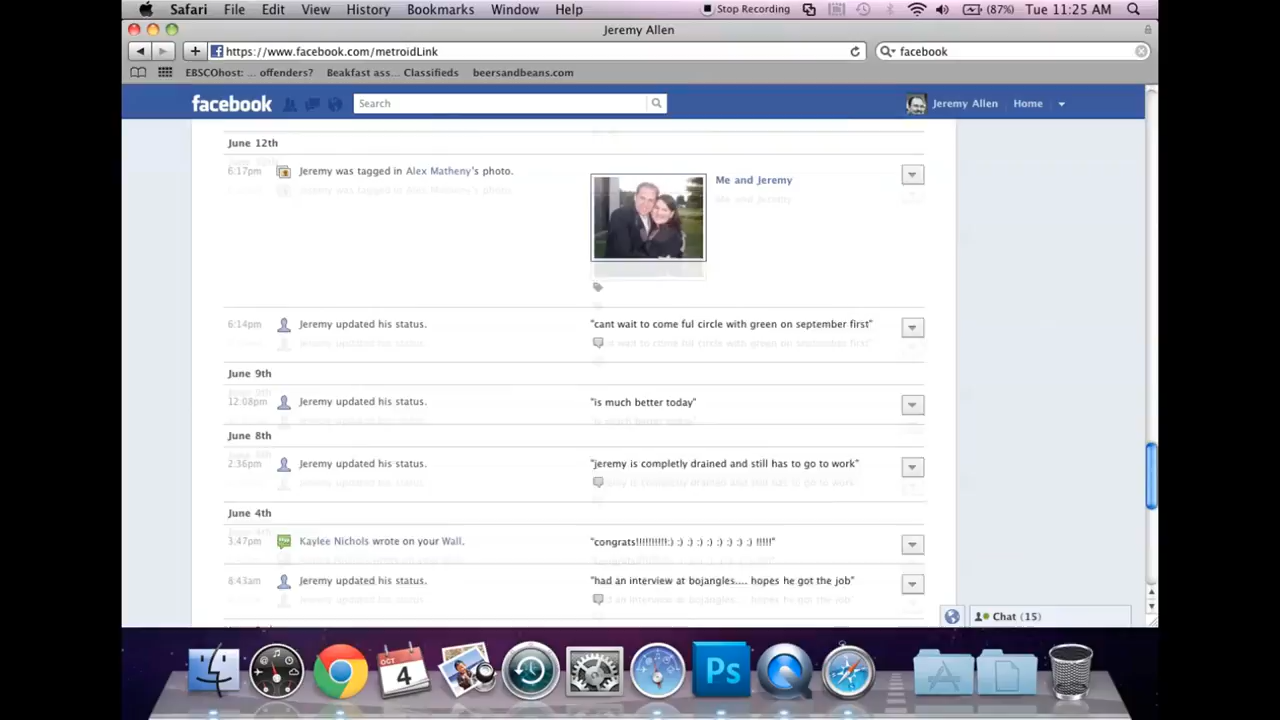 Safari File Edit View History Bookmarks Window Help Stop Recording (87%) Tue 11:25 AM
Jeremy Allen
https://www.facebook.com/metroidLink facebook
EBSCOhost: ... offenders? Beakfast ass... Classifieds beersandbeans.com
facebook Search Jeremy Allen Home
June 12th
6:17pm Jeremy was tagged in Alex Matheny's photo. Me and Jeremy
6:14pm Jeremy updated his status. "cant wait to come ful circle with green on september first"
June 9th
12:08pm Jeremy updated his status. "is much better today"
June 8th
2:36pm Jeremy updated his status. "jeremy is completly drained and still has to go to work"
June 4th
3:47pm Kaylee Nichols wrote on your Wall. "congrats!!!!!!!!!!:) :) :) :) :) :) :) :) !!!!!"
8:43am Jeremy updated his status. "had an interview at bojangles.... hopes he got the job"
Chat (15)
OCT
4
Ps